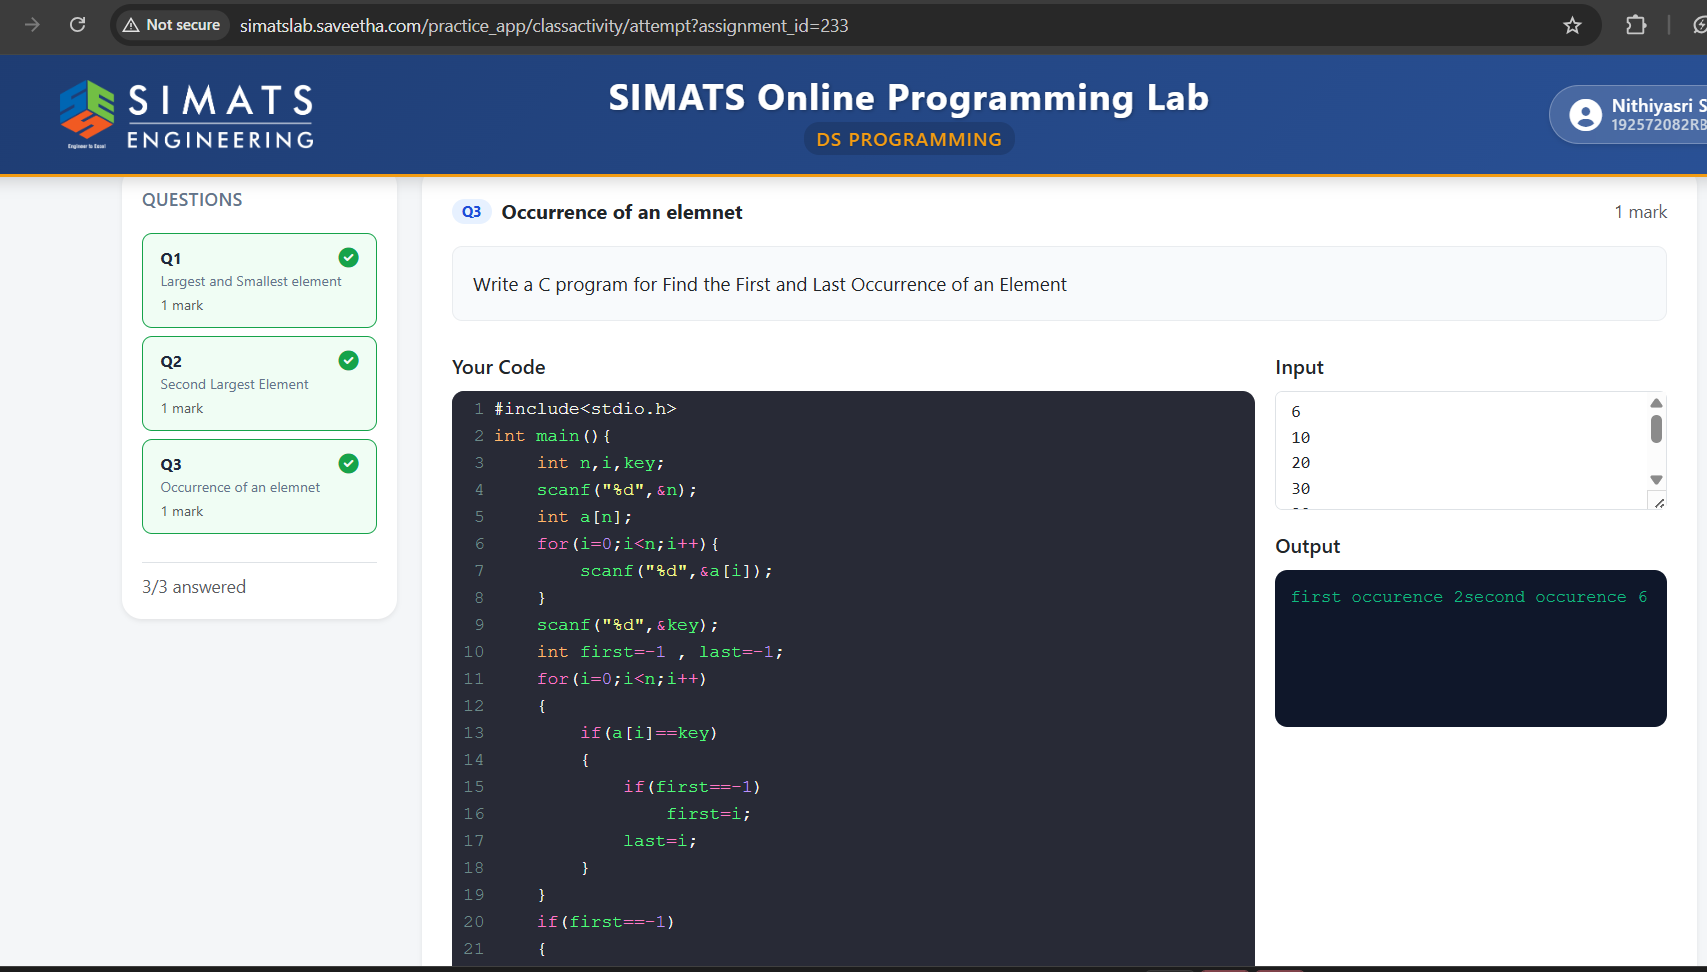 Not secure
simatslab.saveetha.com/practice_app/classactivity/attempt?assignment_id=233
SIMATS
ENGINEERING
Engineer to Excel
SIMATS Online Programming Lab
DS PROGRAMMING
Nithiyasri S
192572082RB
QUESTIONS
Q1
Largest and Smallest element
1 mark
Q2
Second Largest Element
1 mark
Q3
Occurrence of an elemnet
1 mark
3/3 answered
Q3 Occurrence of an elemnet
1 mark
Write a C program for Find the First and Last Occurrence of an Element
Your Code
1 #include<stdio.h>
2 int main(){
3     int n,i,key;
4     scanf("%d",&n);
5     int a[n];
6     for(i=0;i<n;i++){
7         scanf("%d",&a[i]);
8     }
9     scanf("%d",&key);
10     int first=-1 , last=-1;
11     for(i=0;i<n;i++)
12     {
13         if(a[i]==key)
14         {
15             if(first==-1)
16                 first=i;
17             last=i;
18         }
19     }
20     if(first==-1)
21     {
Input
6
10
20
30
Output
first occurence 2second occurence 6